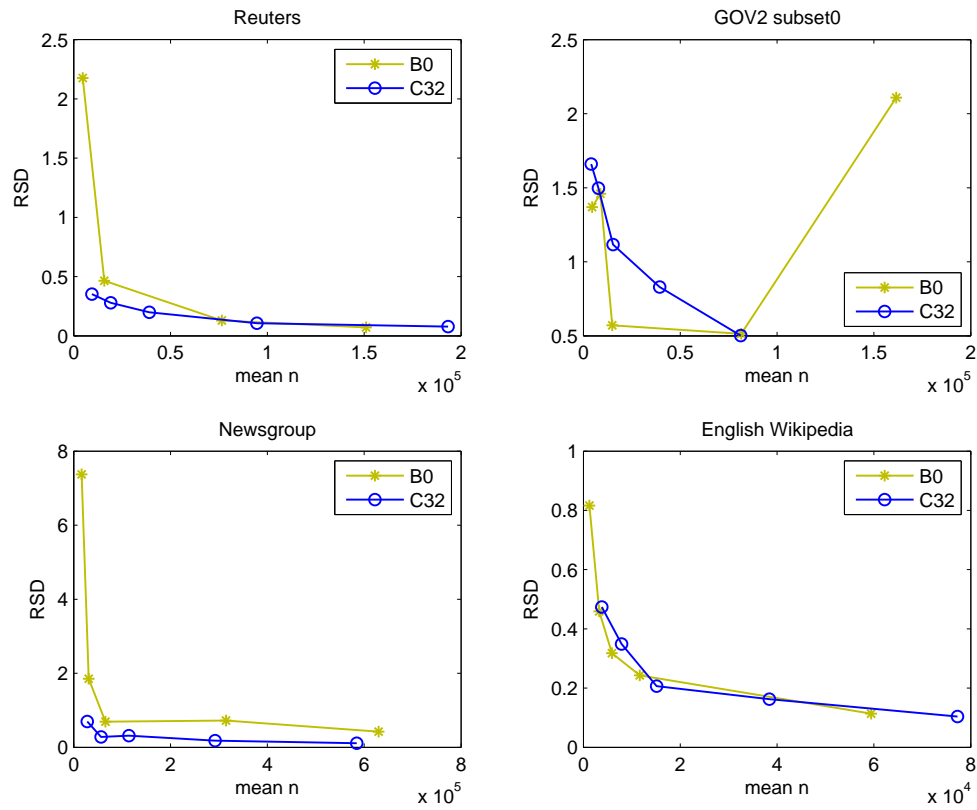 Reuters
2.5
2
1.5
1
0.5
0
RSD
B0
C32
0 0.5 1 1.5 2
mean n
x 10^5
GOV2 subset0
2.5
2
1.5
1
0.5
RSD
B0
C32
0 0.5 1 1.5 2
mean n
x 10^5
Newsgroup
8
6
4
2
0
RSD
B0
C32
0 2 4 6 8
mean n
x 10^5
English Wikipedia
1
0.8
0.6
0.4
0.2
0
RSD
B0
C32
0 2 4 6 8
mean n
x 10^4